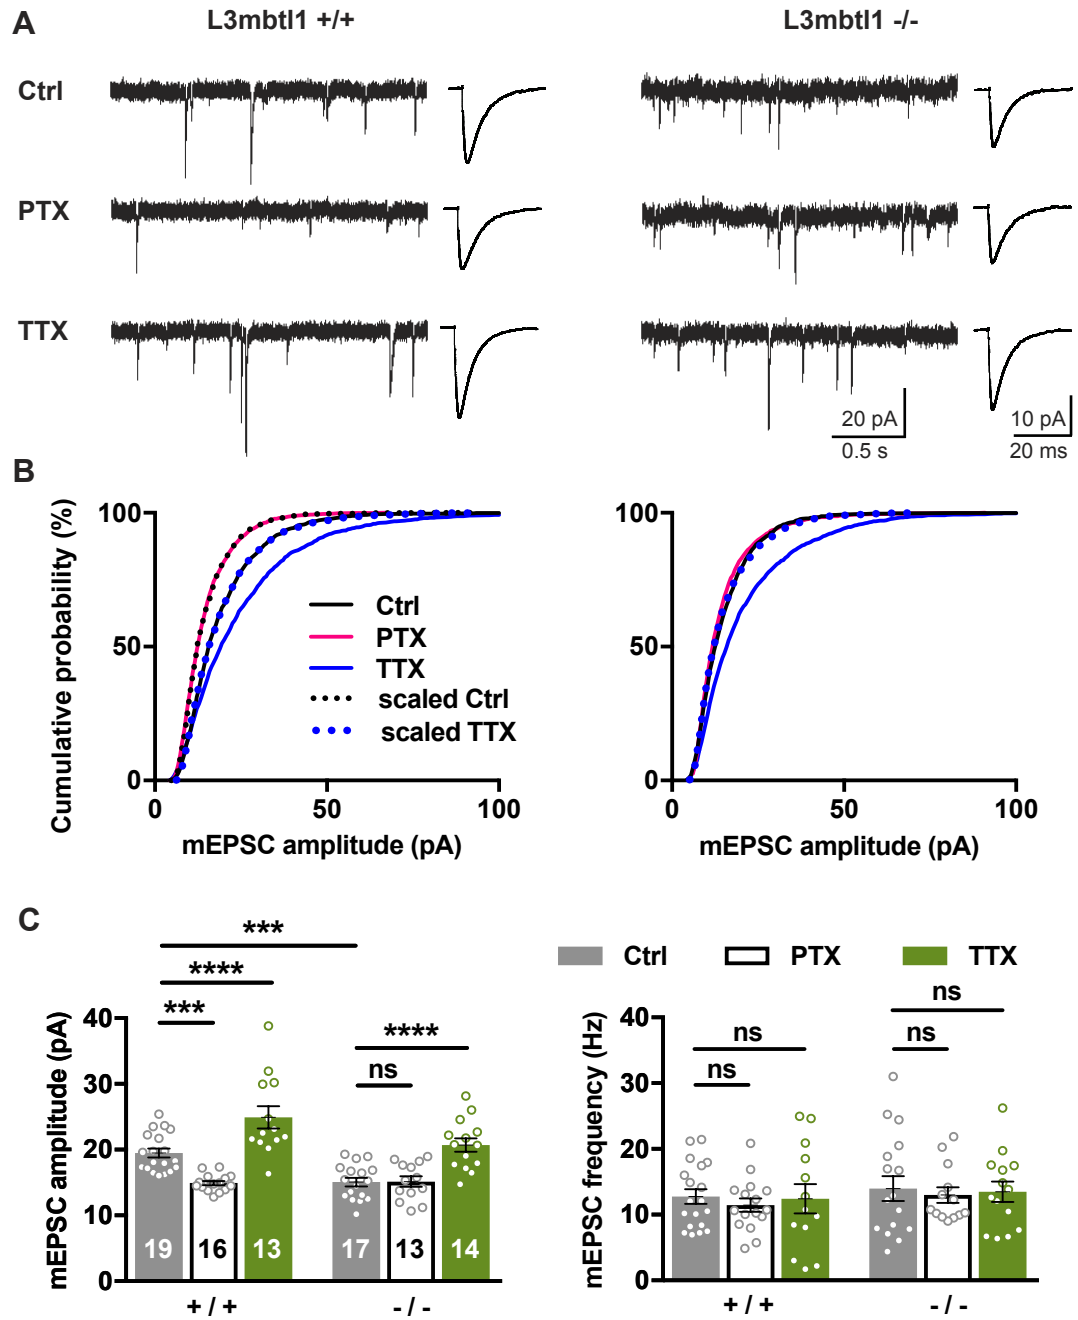 A
L3mbtl1 +/+
L3mbtl1 -/-
Ctrl
PTX
TTX
20 pA
0.5 s
10 pA
20 ms
B
Cumulative probability (%)
100
50
0
0
50
100
mEPSC amplitude (pA)
Ctrl
PTX
TTX
scaled Ctrl
scaled TTX
100
50
0
0
50
100
mEPSC amplitude (pA)
C
Ctrl
PTX
TTX
mEPSC amplitude (pA)
40
30
20
10
0
***
****
***
****
ns
19
16
13
17
13
14
+ / +
- / -
mEPSC frequency (Hz)
40
30
20
10
0
ns
ns
ns
ns
+ / +
- / -